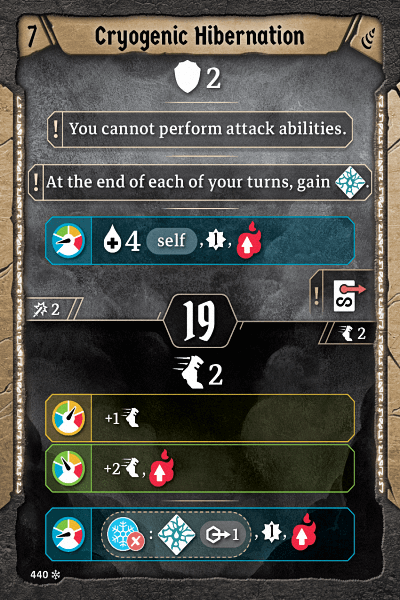 7 Cryogenic Hibernation
2
! You cannot perform attack abilities.
! At the end of each of your turns, gain .
4 self , ,
!
2
19
2
2
+1
+2 ,
: 1 , ,
440